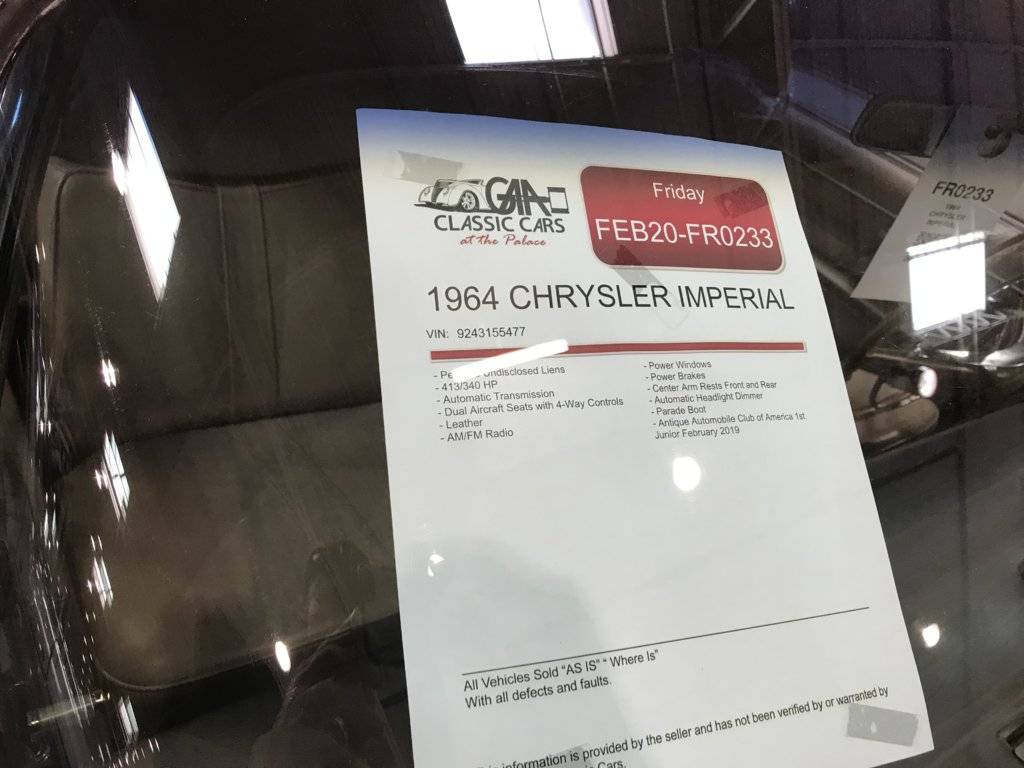 GAA
CLASSIC CARS
at the Palace
Friday
FEB20-FR0233
1964 CHRYSLER IMPERIAL
VIN: 9243155477
- Undisclosed Liens
- 413/340 HP
- Automatic Transmission
- Dual Aircraft Seats with 4-Way Controls
- Leather
- AM/FM Radio
- Power Windows
- Power Brakes
- Center Arm Rests Front and Rear
- Automatic Headlight Dimmer
- Parade Boot
- Antique Automobile Club of America 1st
Junior February 2019
All Vehicles Sold "AS IS" " Where Is"
With all defects and faults.
information is provided by the seller and has not been verified by or warranted by
Cars.
FR0233
1964
CHRYSLER
IMPERIAL